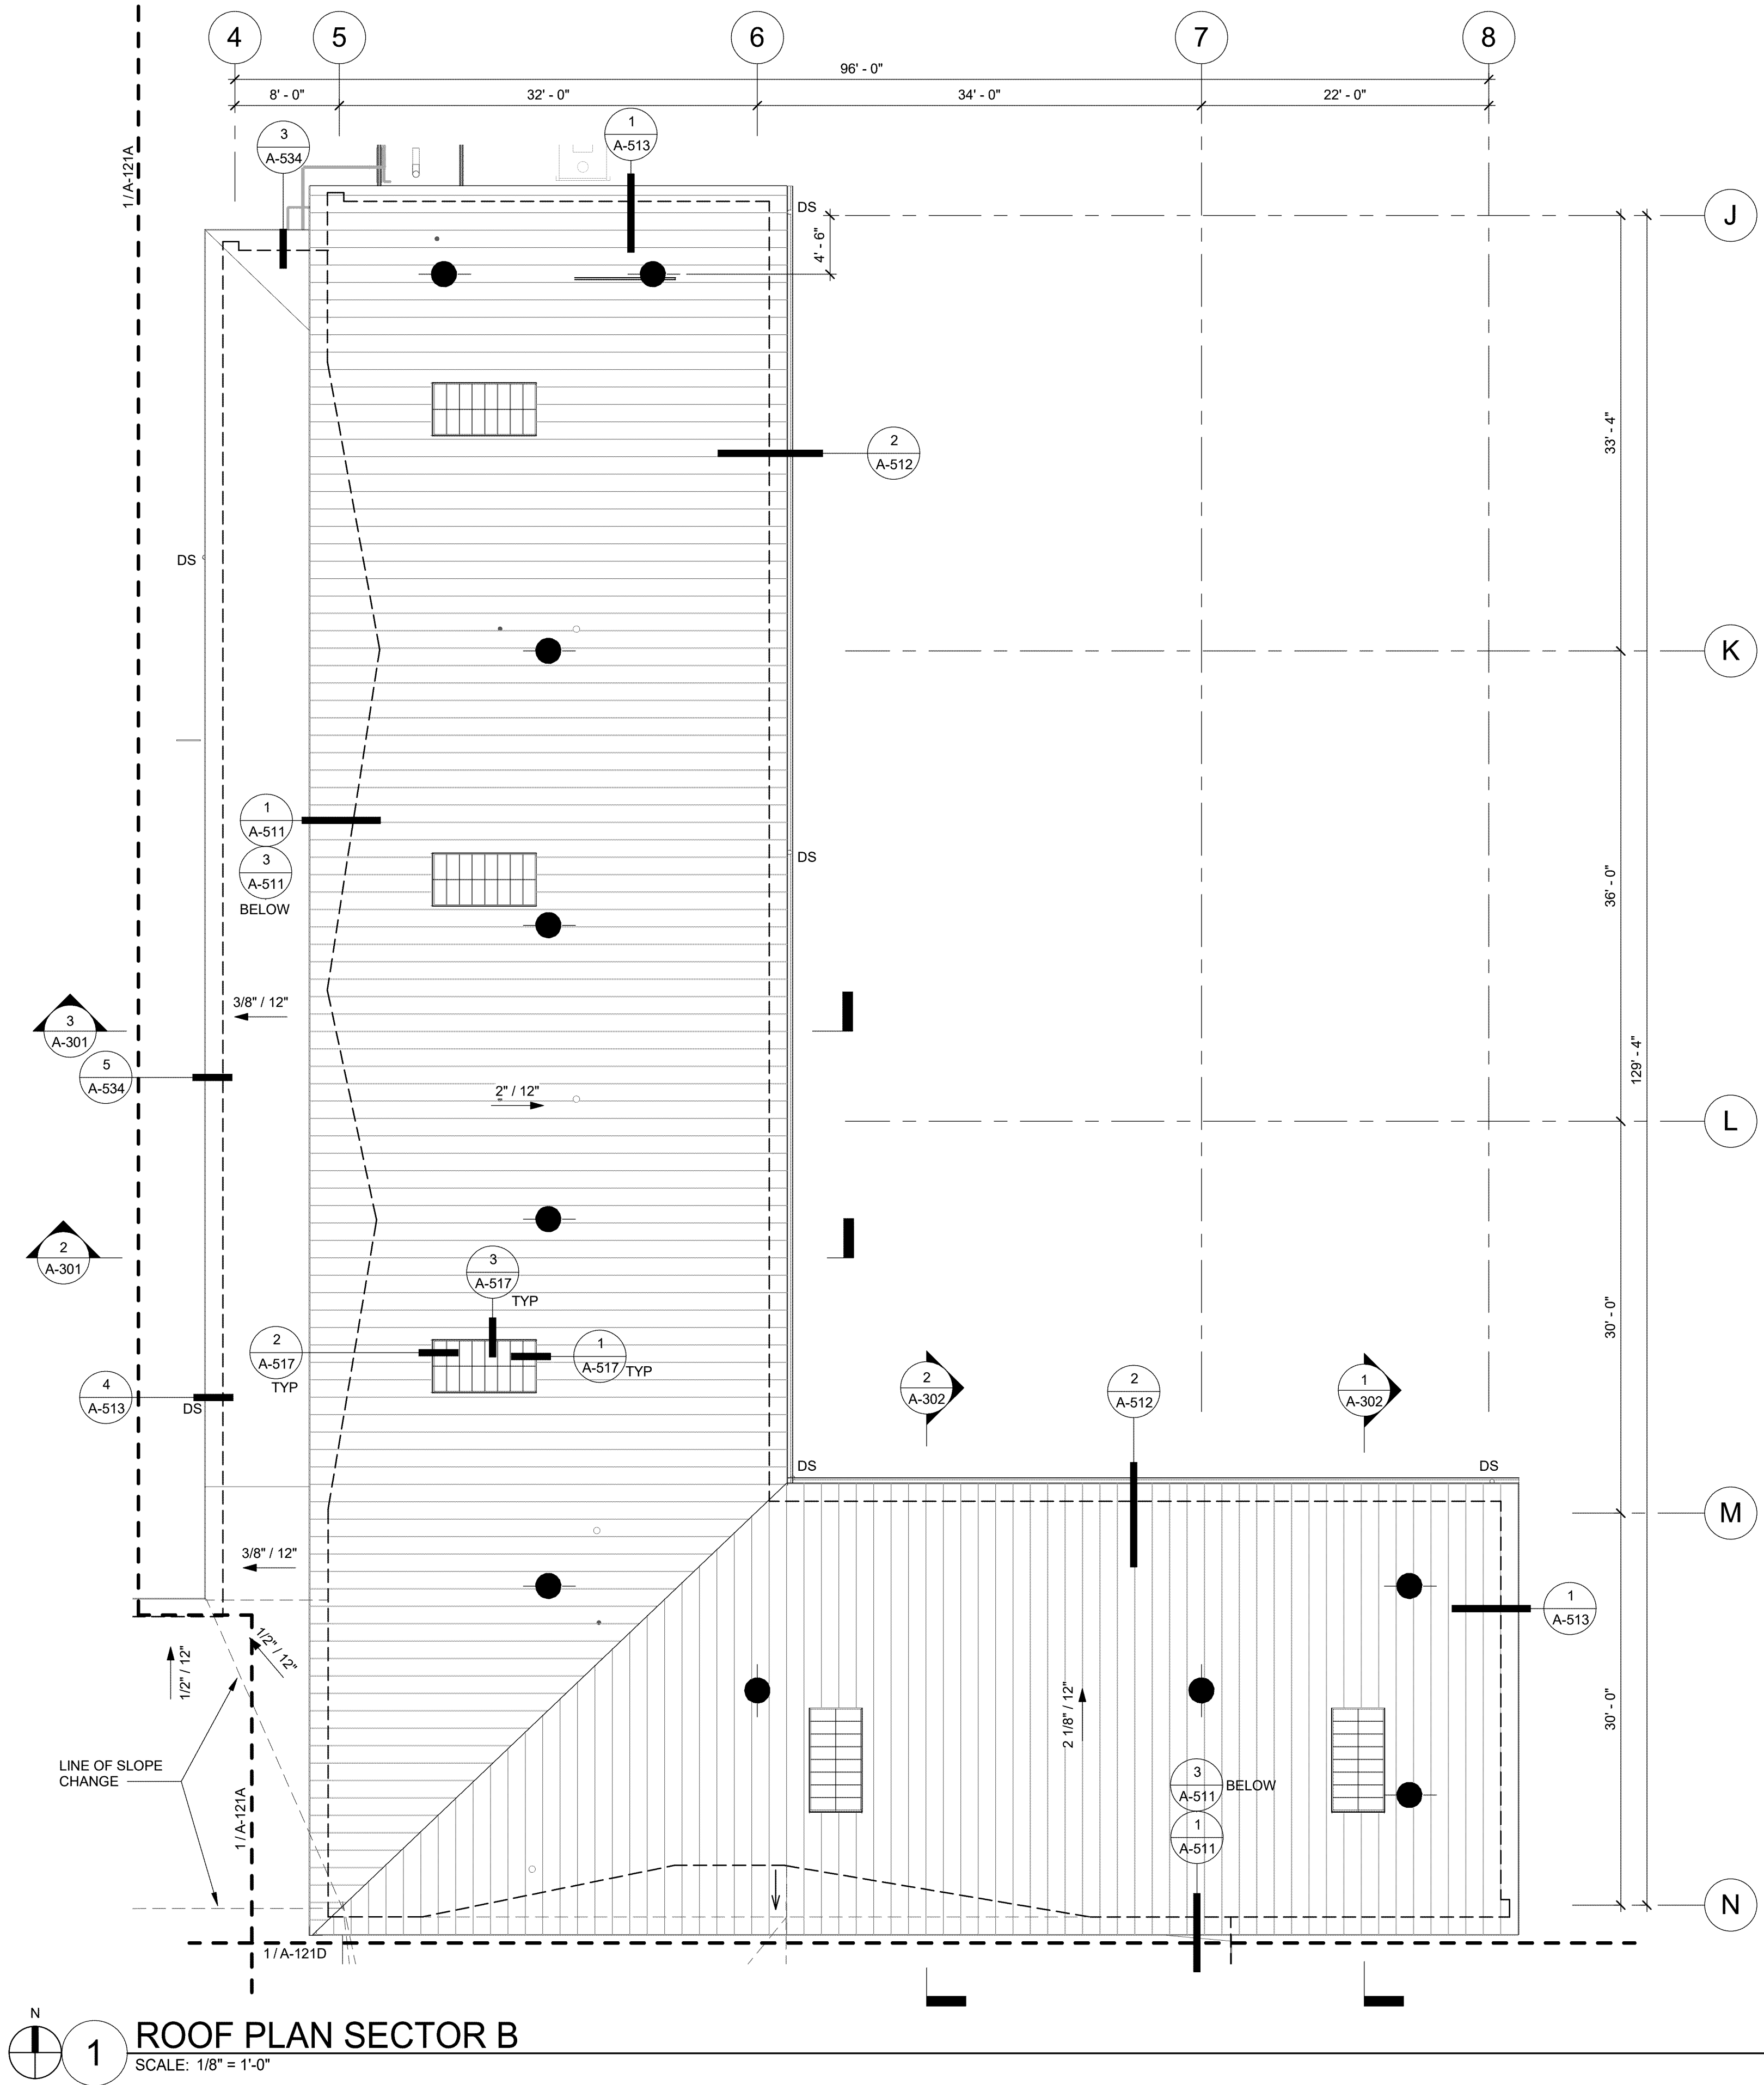 4
5
6
7
8
96' - 0"
8' - 0"
32' - 0"
34' - 0"
22' - 0"
3
A-534
1
A-513
1 / A-121A
DS
J
4' - 6"
33' - 4"
2
A-512
DS
K
1
A-511
3
A-511
BELOW
DS
36' - 0"
3/8" / 12"
3
A-301
5
A-534
2" / 12"
129' - 4"
L
2
A-301
3
A-517
TYP
2
A-517
TYP
1
A-517
TYP
30' - 0"
4
A-513
DS
2
A-302
2
A-512
1
A-302
DS
DS
M
3/8" / 12"
1
A-513
1/2" / 12"
1/2" / 12"
2 1/8" / 12"
30' - 0"
LINE OF SLOPE
CHANGE
1 / A-121A
3
A-511
BELOW
1
A-511
N
1 / A-121D
N
1
ROOF PLAN SECTOR B
SCALE: 1/8" = 1'-0"